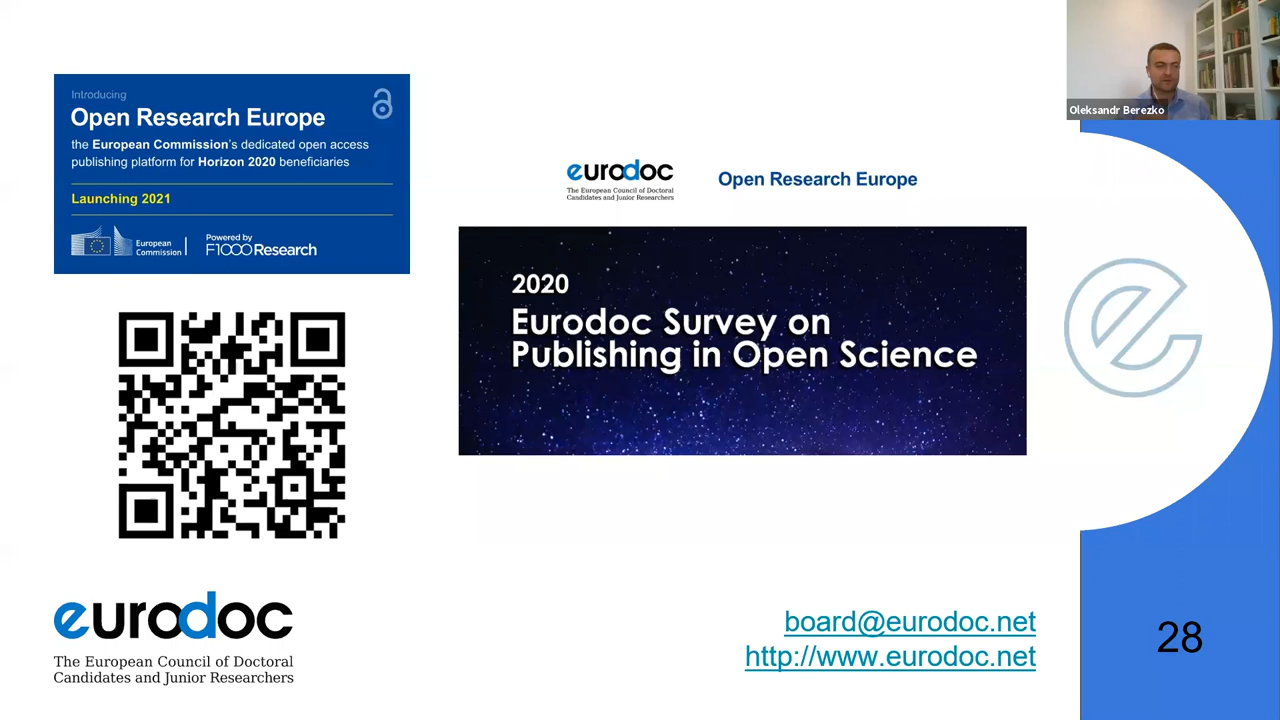 Introducing
Open Research Europe
the European Commission's dedicated open access
publishing platform for Horizon 2020 beneficiaries
Launching 2021
European
Commission
Powered by
F1000Research
Oleksandr Berezko
eurodoc
The European Council of Doctoral
Candidates and Junior Researchers
Open Research Europe
2020
Eurodoc Survey on
Publishing in Open Science
eurodoc
The European Council of Doctoral
Candidates and Junior Researchers
board@eurodoc.net
http://www.eurodoc.net
28